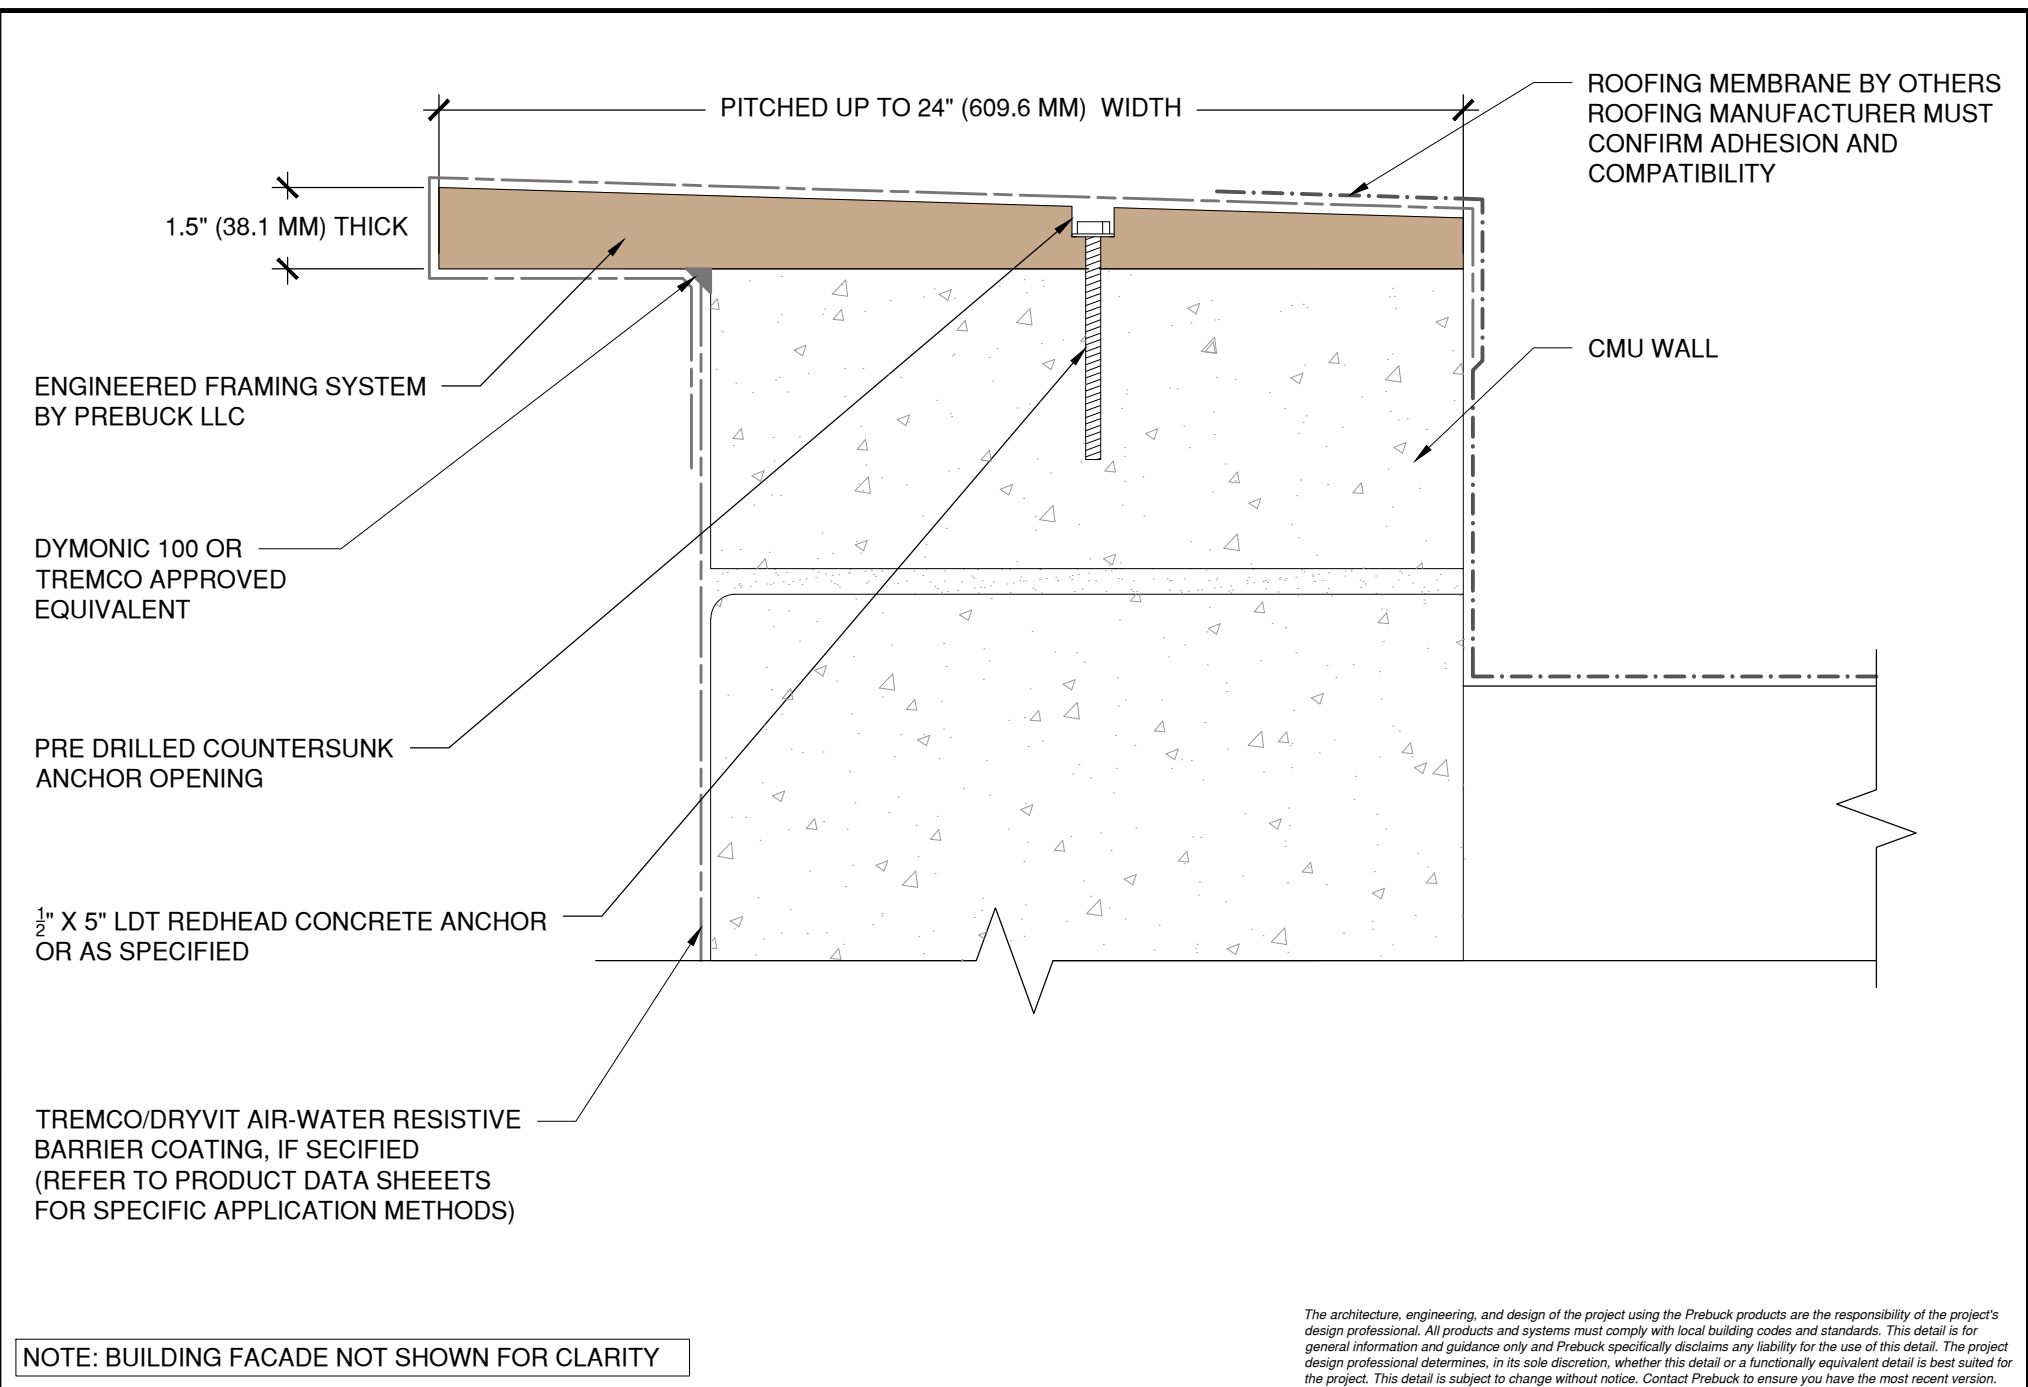 PITCHED UP TO 24" (609.6 MM)  WIDTH
ROOFING MEMBRANE BY OTHERS
ROOFING MANUFACTURER MUST
CONFIRM ADHESION AND
COMPATIBILITY
1.5" (38.1 MM) THICK
CMU WALL
ENGINEERED FRAMING SYSTEM
BY PREBUCK LLC
DYMONIC 100 OR
TREMCO APPROVED
EQUIVALENT
PRE DRILLED COUNTERSUNK
ANCHOR OPENING
½" X 5" LDT REDHEAD CONCRETE ANCHOR
OR AS SPECIFIED
TREMCO/DRYVIT AIR-WATER RESISTIVE
BARRIER COATING, IF SECIFIED
(REFER TO PRODUCT DATA SHEEETS
FOR SPECIFIC APPLICATION METHODS)
NOTE: BUILDING FACADE NOT SHOWN FOR CLARITY
The architecture, engineering, and design of the project using the Prebuck products are the responsibility of the project's
design professional. All products and systems must comply with local building codes and standards. This detail is for
general information and guidance only and Prebuck specifically disclaims any liability for the use of this detail. The project
design professional determines, in its sole discretion, whether this detail or a functionally equivalent detail is best suited for
the project. This detail is subject to change without notice. Contact Prebuck to ensure you have the most recent version.